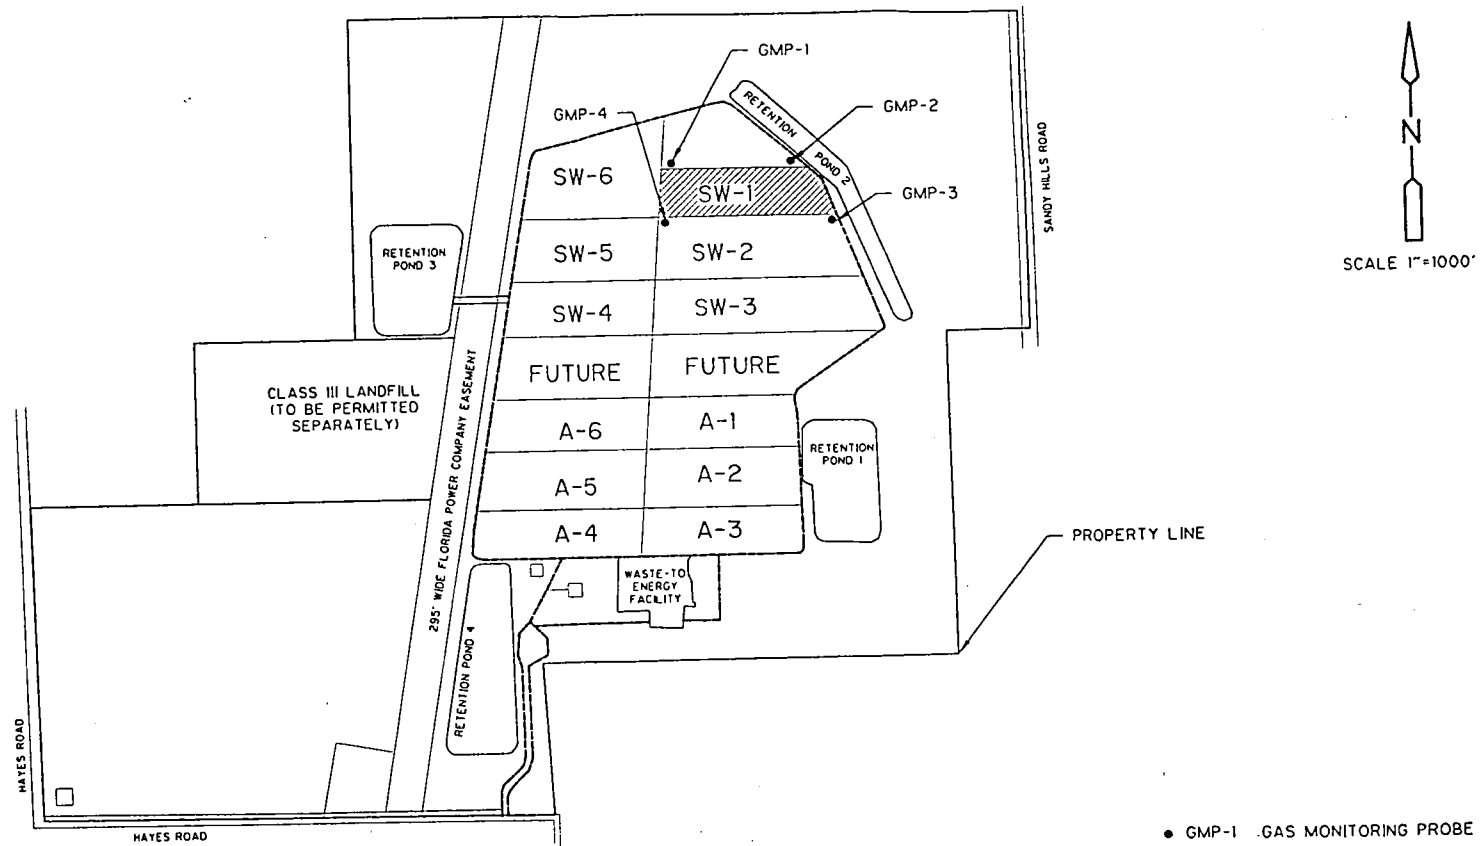 GMP-1
GMP-4
GMP-2
RETENTION
POND 2
N
SANDY HILLS ROAD
SW-6
SW-1
GMP-3
RETENTION
POND 3
SW-5
SW-2
SCALE 1"=1000'
SW-4
SW-3
FUTURE
FUTURE
CLASS III LANDFILL
(TO BE PERMITTED
SEPARATELY)
295' WIDE FLORIDA POWER COMPANY EASEMENT
A-6
A-1
RETENTION
POND 1
A-5
A-2
A-4
A-3
PROPERTY LINE
WASTE-TO
ENERGY
FACILITY
RETENTION POND 4
HAYES ROAD
HAYES ROAD
GMP-1 GAS MONITORING PROBE